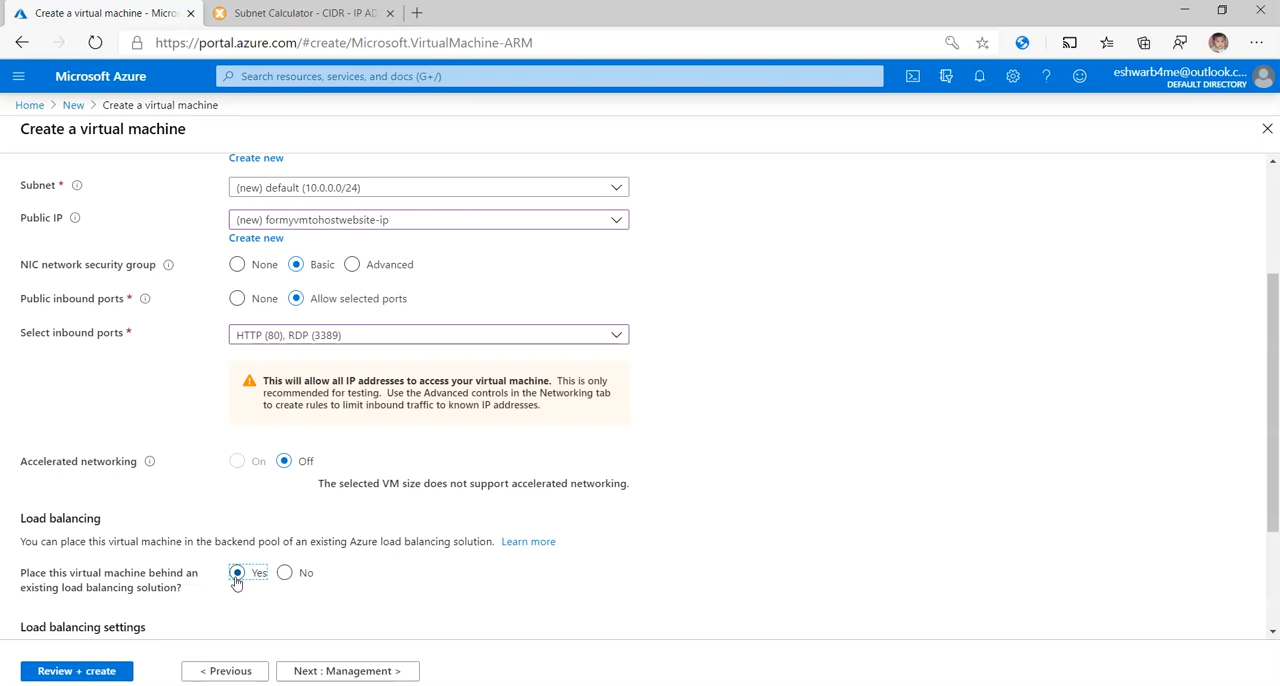 Create a virtual machine - Micros
Subnet Calculator - CIDR - IP AD
https://portal.azure.com/#create/Microsoft.VirtualMachine-ARM
Microsoft Azure
Search resources, services, and docs (G+/)
eshwarb4me@outlook.c...
DEFAULT DIRECTORY
Home > New > Create a virtual machine
Create a virtual machine
Create new
Subnet *
(new) default (10.0.0.0/24)
Public IP
(new) formyvmtohostwebsite-ip
Create new
NIC network security group
None Basic Advanced
Public inbound ports *
None Allow selected ports
Select inbound ports *
HTTP (80), RDP (3389)
This will allow all IP addresses to access your virtual machine. This is only
recommended for testing. Use the Advanced controls in the Networking tab
to create rules to limit inbound traffic to known IP addresses.
Accelerated networking
On Off
The selected VM size does not support accelerated networking.
Load balancing
You can place this virtual machine in the backend pool of an existing Azure load balancing solution. Learn more
Place this virtual machine behind an
existing load balancing solution?
Yes No
Load balancing settings
Review + create
< Previous
Next : Management >